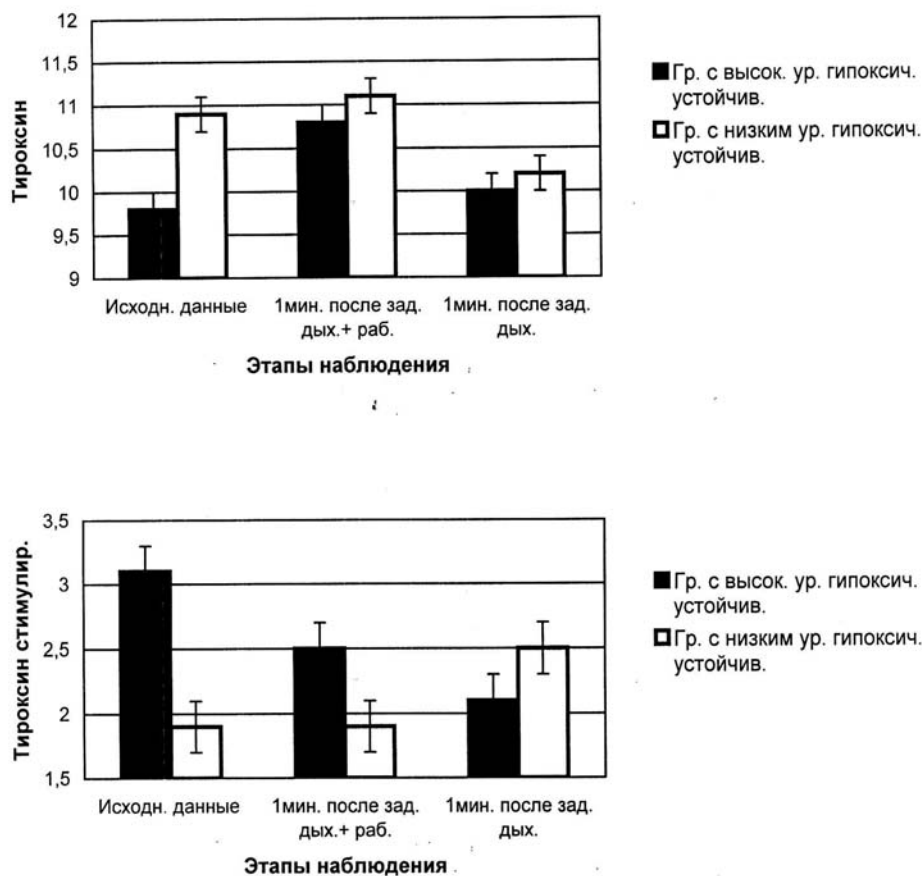 12
11,5
11
10,5
10
9,5
9
Тироксин
Исходн. данные
1мин. после зад.
дых.+ раб.
1мин. после зад.
дых.
Этапы наблюдения
Гр. с высок. ур. гипоксич.
устойчив.
Гр. с низким ур. гипоксич.
устойчив.
3,5
3
2,5
2
1,5
Тироксин стимулир.
Исходн. данные
1мин. после зад.
дых.+ раб.
1мин. после зад.
дых.
Этапы наблюдения
Гр. с высок. ур. гипоксич.
устойчив.
Гр. с низким ур. гипоксич.
устойчив.